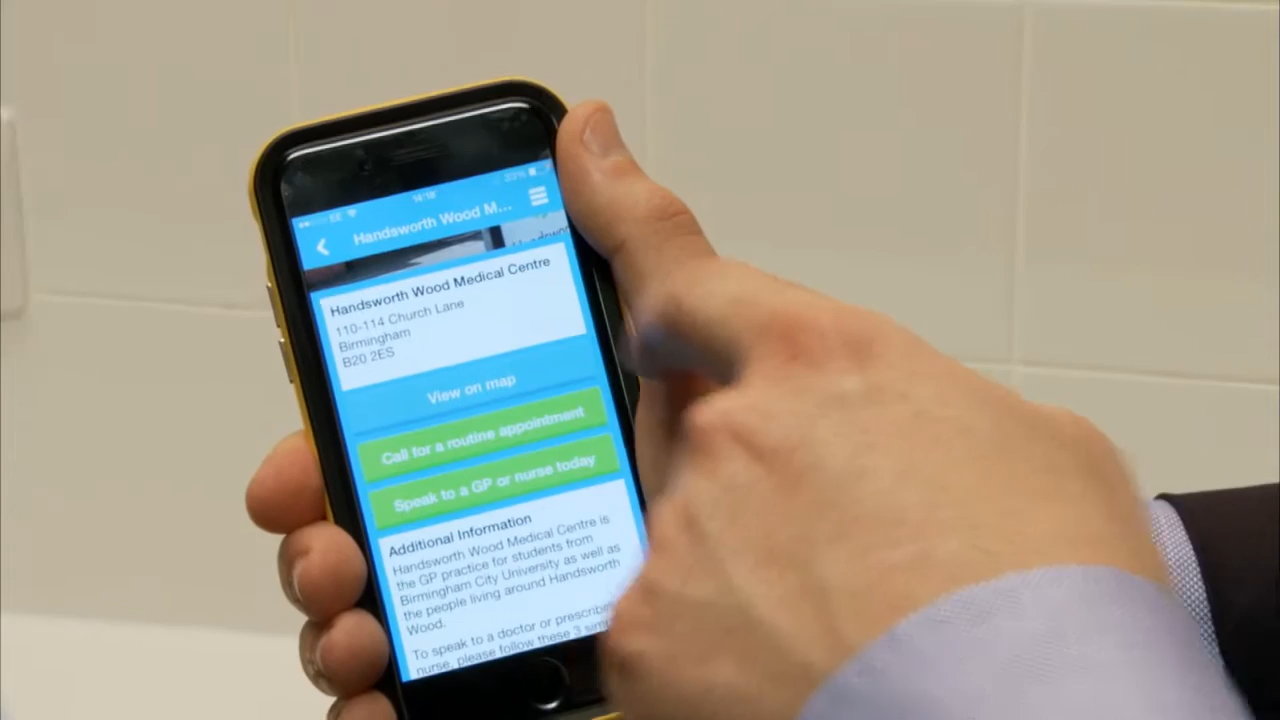 EE 16:18
Handsworth Wood M...
Handsworth Wood Medical Centre
110-114 Church Lane
Birmingham
B20 2ES
View on map
Call for a routine appointment
Speak to a GP or nurse today
Additional Information
Handsworth Wood Medical Centre is
the GP practice for students from
Birmingham City University as well as
the people living around Handsworth
Wood.
To speak to a doctor or
nurse, please follow these 3